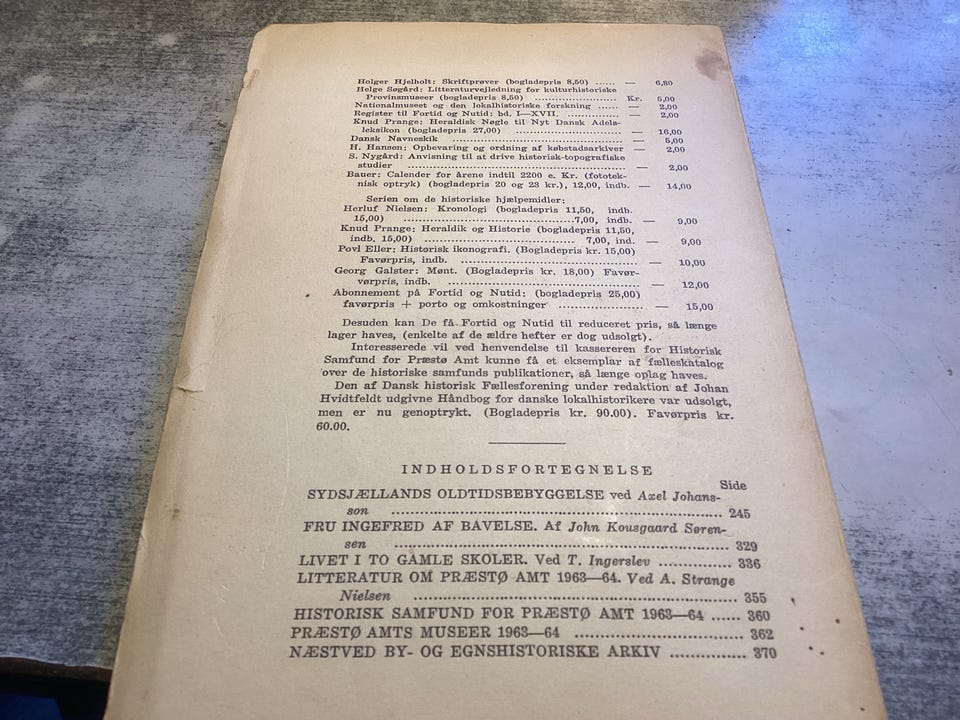 Holger Hjelholt: Skriftprøver (bogladepris 8,50) ...... — 6,80
Helge Søgård: Litteraturvejledning for kulturhistoriske
Provinsmuseer (bogladepris 8,50) .................... Kr. 5,00
Nationalmuseet og den lokalhistoriske forskning ...... — 2,00
Register til Fortid og Nutid: bd. I—XVII. .................. — 2,00
Knud Prange: Heraldisk Nøgle til Nyt Dansk Adels-
leksikon (bogladepris 27,00) ........................... — 16,00
Dansk Navneskik .......................................... — 5,00
H. Hansen; Opbevaring og ordning af købstadsarkiver — 2,00
S. Nygård: Anvisning til at drive historisk-topografiske
studier ................................................... — 2,00
Bauer: Calender for årene indtil 2200 e. Kr. (fototek-
nisk optryk) (bogladepris 20 og 23 kr.), 12,00, indb. — 14,00
Serien om de historiske hjælpemidler:
Herluf Nielsen: Kronologi (bogladepris 11,50, indb.
15,00) .................................7,00, indb. — 9,00
Knud Prange: Heraldik og Historie (bogladepris 11,50,
indb. 15,00) ............................. 7,00, ind. — 9,00
Povl Eller: Historisk ikonografi. (Bogladepris kr. 15,00)
Favørpris, indb. .......................................... — 10,00
Georg Galster: Mønt. (Bogladepris kr. 18,00) Favør-
vørpris, indb. .......................................... — 12,00
Abonnement på Fortid og Nutid: (bogladepris 25,00)
favørpris + porto og omkostninger .................. — 15,00
Desuden kan De få Fortid og Nutid til reduceret pris, så længe
lager haves, (enkelte af de ældre hefter er dog udsolgt).
Interesserede vil ved henvendelse til kassereren for Historisk
Samfund for Præstø Amt kunne få et eksemplar af fælleskatalog
over de historiske samfunds publikationer, så længe oplag haves.
Den af Dansk historisk Fællesforening under redaktion af Johan
Hvidtfeldt udgivne Håndbog for danske lokalhistorikere var udsolgt,
men er nu genoptrykt. (Bogladepris kr. 90.00). Favørpris kr.
60.00.
INDHOLDSFORTEGNELSE
Side
SYDSJÆLLANDS OLDTIDSBEBYGGELSE ved Axel Johans-
son ............................................................ 245
FRU INGEFRED AF BAVELSE. Af John Kousgaard Søren-
sen ............................................................ 329
LIVET I TO GAMLE SKOLER. Ved T. Ingerslev ............. 336
LITTERATUR OM PRÆSTØ AMT 1963—64. Ved A. Strange
Nielsen ...................................................... 355
HISTORISK SAMFUND FOR PRÆSTØ AMT 1963—64 ...... 360
PRÆSTØ AMTS MUSEER 1963—64 ............................ 362
NÆSTVED BY- OG EGNSHISTORISKE ARKIV ............... 370